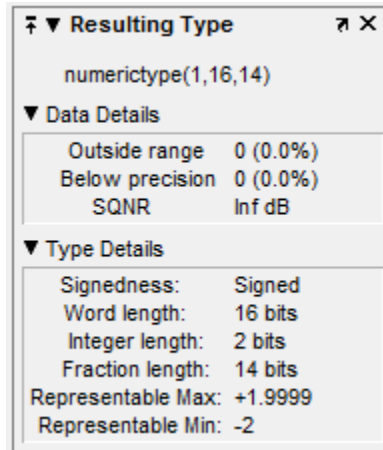 Resulting Type
numerictype(1,16,14)
Data Details
Outside range 0 (0.0%)
Below precision 0 (0.0%)
SQNR Inf dB
Type Details
Signedness: Signed
Word length: 16 bits
Integer length: 2 bits
Fraction length: 14 bits
Representable Max: +1.9999
Representable Min: -2